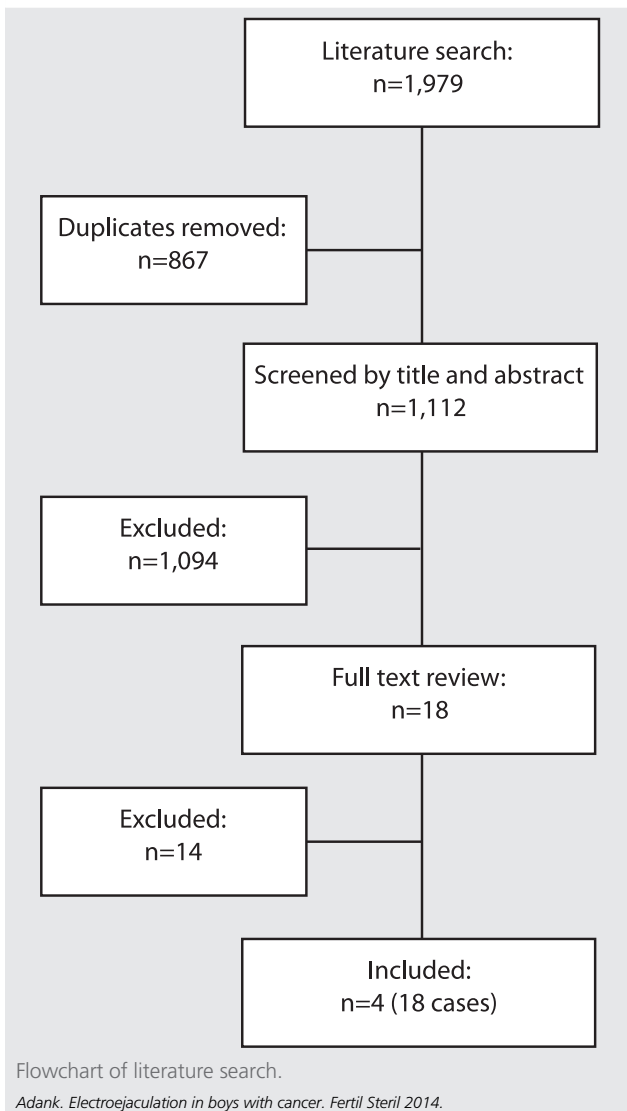 Literature search:
n=1,979
Duplicates removed:
n=867
Screened by title and abstract
n=1,112
Excluded:
n=1,094
Full text review:
n=18
Excluded:
n=14
Included:
n=4 (18 cases)
Flowchart of literature search.
Adank. Electroejaculation in boys with cancer. Fertil Steril 2014.